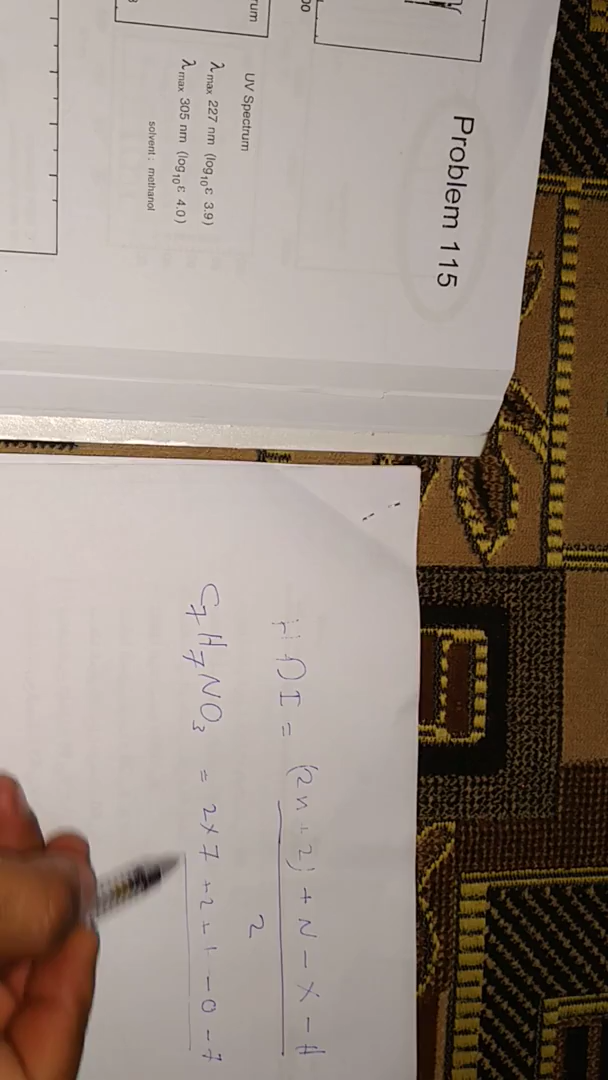 Problem 115
UV Spectrum
λmax 227 nm (log10ε 3.9)
λmax 305 nm (log10ε 4.0)
solvent : methanol
HDI = (2n + 2) + N - X - H
2
C7H7NO3 = 2×7 + 2 + 1 - 0 - 7